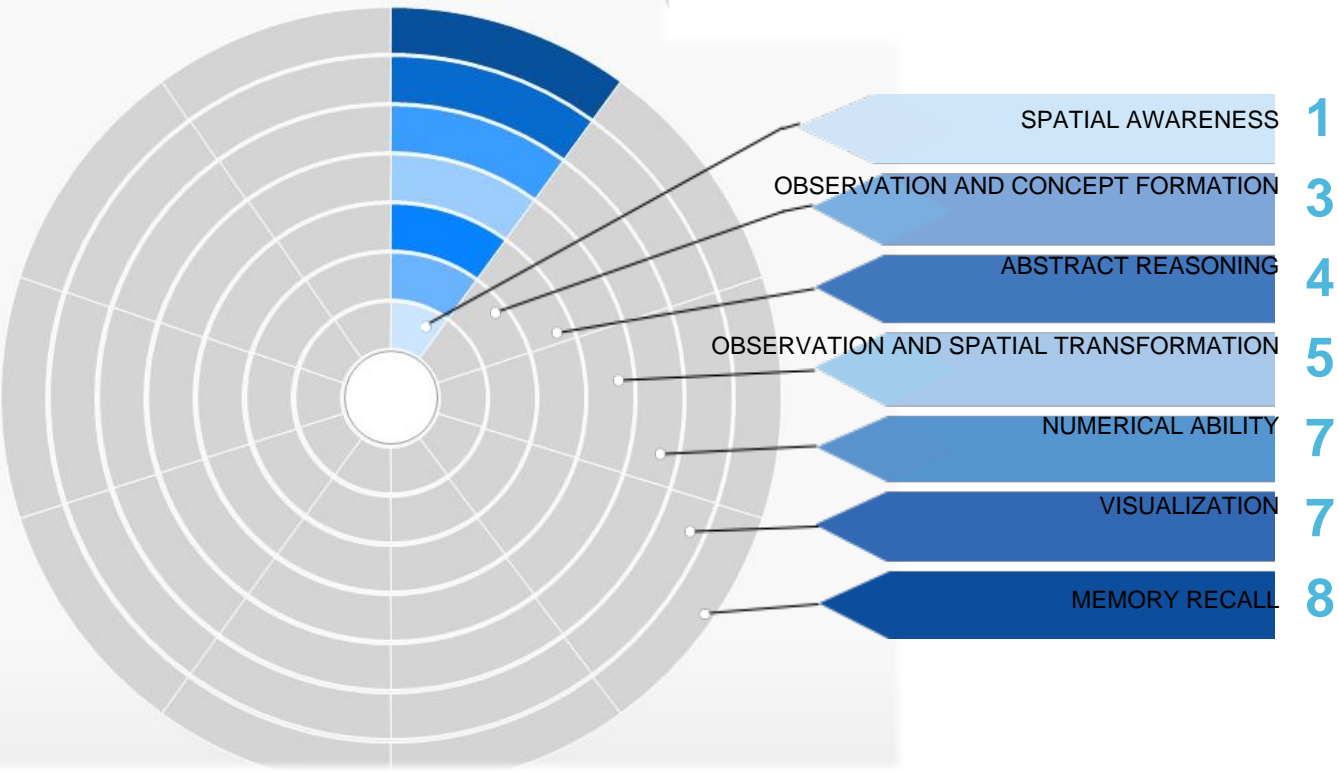 SPATIAL AWARENESS 1
OBSERVATION AND CONCEPT FORMATION 3
ABSTRACT REASONING 4
OBSERVATION AND SPATIAL TRANSFORMATION 5
NUMERICAL ABILITY 7
VISUALIZATION 7
MEMORY RECALL 8